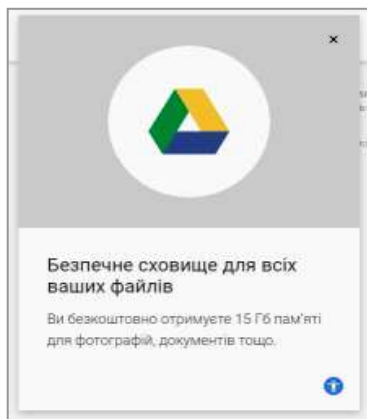 Безпечне сховище для всіх
ваших файлів
Ви безкоштовно отримуєте 15 Гб пам'яті
для фотографій, документів тощо.